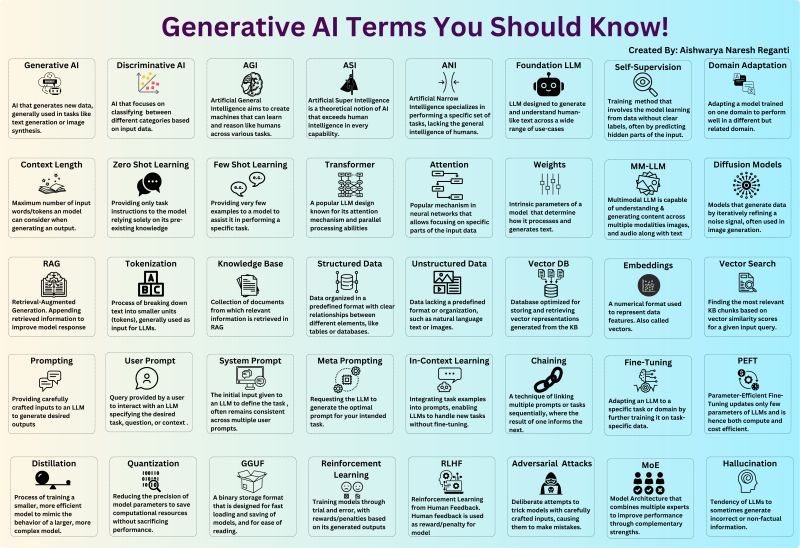 Generative AI Terms You Should Know!
Created By: Aishwarya Naresh Reganti
Generative AI
AI that generates new data,
generally used in tasks like
text generation or image
synthesis.
Discriminative AI
AI that focuses on
classifying between
different categories based
on input data.
AGI
Artificial General
Intelligence aims to create
machines that can learn
and reason like humans
across various tasks.
ASI
Artificial Super Intelligence
is a theoretical notion of AI
that exceeds human
intelligence in every
capability.
ANI
Artificial Narrow
Intelligence specializes in
performing a specific set of
tasks, lacking the general
intelligence of humans.
Foundation LLM
LLM designed to generate
and understand human-
like text across a wide
range of use-cases
Self-Supervision
Training method that
involves the model learning
from data without clear
labels, often by predicting
hidden parts of the input.
Domain Adaptation
Adapting a model trained
on one domain to perform
well in a different but
related domain.
Context Length
Maximum number of input
words/tokens an model
can consider when
generating an output.
Zero Shot Learning
Providing only task
instructions to the model
relying solely on its pre-
existing knowledge
Few Shot Learning
e.g.
e.g.
Providing very few
examples to a model to
assist it in performing a
specific task.
Transformer
A popular LLM design
known for its attention
mechanism and parallel
processing abilities
Attention
Popular mechanism in
neural networks that
allows focusing on specific
parts of the input data
Weights
Intrinsic parameters of a
model that determine
how it processes and
generates text.
MM-LLM
Multimodal LLM is capable
of understanding &
generating content across
multiple modalities images,
and audio along with text
Diffusion Models
Models that generate data
by iteratively refining a
noise signal, often used in
image generation.
RAG
Retrieval-Augmented
Generation. Appending
retrieved information to
improve model response
Tokenization
A
B C
Process of breaking down
text into smaller units
(tokens), generally used as
input for LLMs.
Knowledge Base
Collection of documents
from which relevant
information is retrieved in
RAG
Structured Data
Data organized in a
predefined format with clear
relationships between
different elements, like
tables or databases.
Unstructured Data
Data lacking a predefined
format or organization,
such as natural language
text or images.
Vector DB
Database optimized for
storing and retrieving
vector representations
generated from the KB
Embeddings
A numerical format used
to represent data
features. Also called
vectors.
Vector Search
Finding the most relevant
KB chunks based on
vector similarity scores
for a given input query.
Prompting
Providing carefully
crafted inputs to an LLM
to generate desired
outputs
User Prompt
Query provided by a user
to interact with an LLM
specifying the desired
task, question, or context .
System Prompt
The initial input given to
an LLM to define the task ,
often remains consistent
across multiple user
prompts.
Meta Prompting
Requesting the LLM to
generate the optimal
prompt for your intended
task.
In-Context Learning
Integrating task examples
into prompts, enabling
LLMs to handle new tasks
without fine-tuning.
Chaining
A technique of linking
multiple prompts or tasks
sequentially, where the
result of one informs the
next.
Fine-Tuning
Adapting an LLM to a
specific task or domain by
further training it on task-
specific data.
PEFT
Parameter-Efficient Fine-
Tuning updates only few
parameters of LLMs and is
hence both compute and
cost efficient.
Distillation
Process of training a
smaller, more efficient
model to mimic the
behavior of a larger, more
complex model.
Quantization
Reducing the precision of
model parameters to save
computational resources
without sacrificing
performance.
GGUF
A binary storage format
that is designed for fast
loading and saving of
models, and for ease of
reading.
Reinforcement
Learning
Training models through
trial and error, with
rewards/penalties based
on its generated outputs
RLHF
Reinforcement Learning
from Human Feedback.
Human feedback is used
as reward/penalty for
model
Adversarial Attacks
Deliberate attempts to
trick models with carefully
crafted inputs, causing
them to make mistakes.
MoE
Model Architecture that
combines multiple experts
to improve performance
through complementary
strengths.
Hallucination
Tendency of LLMs to
sometimes generate
incorrect or non-factual
information.